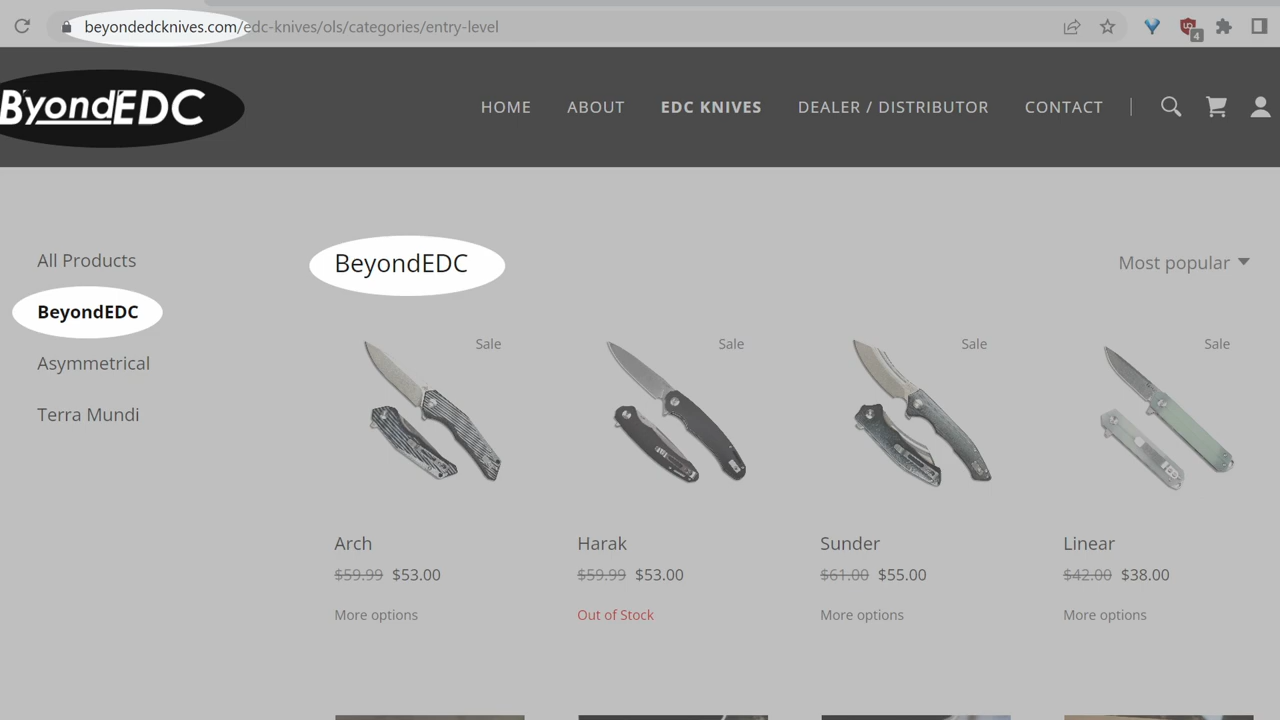 beyondedcknives.com/edc-knives/ols/categories/entry-level
4
ByondEDC
HOME ABOUT EDC KNIVES DEALER / DISTRIBUTOR CONTACT
All Products
BeyondEDC
Asymmetrical
Terra Mundi
BeyondEDC
Most popular
Sale Sale Sale Sale
Arch Harak Sunder Linear
$59.99 $53.00 $59.99 $53.00 $61.00 $55.00 $42.00 $38.00
More options Out of Stock More options More options